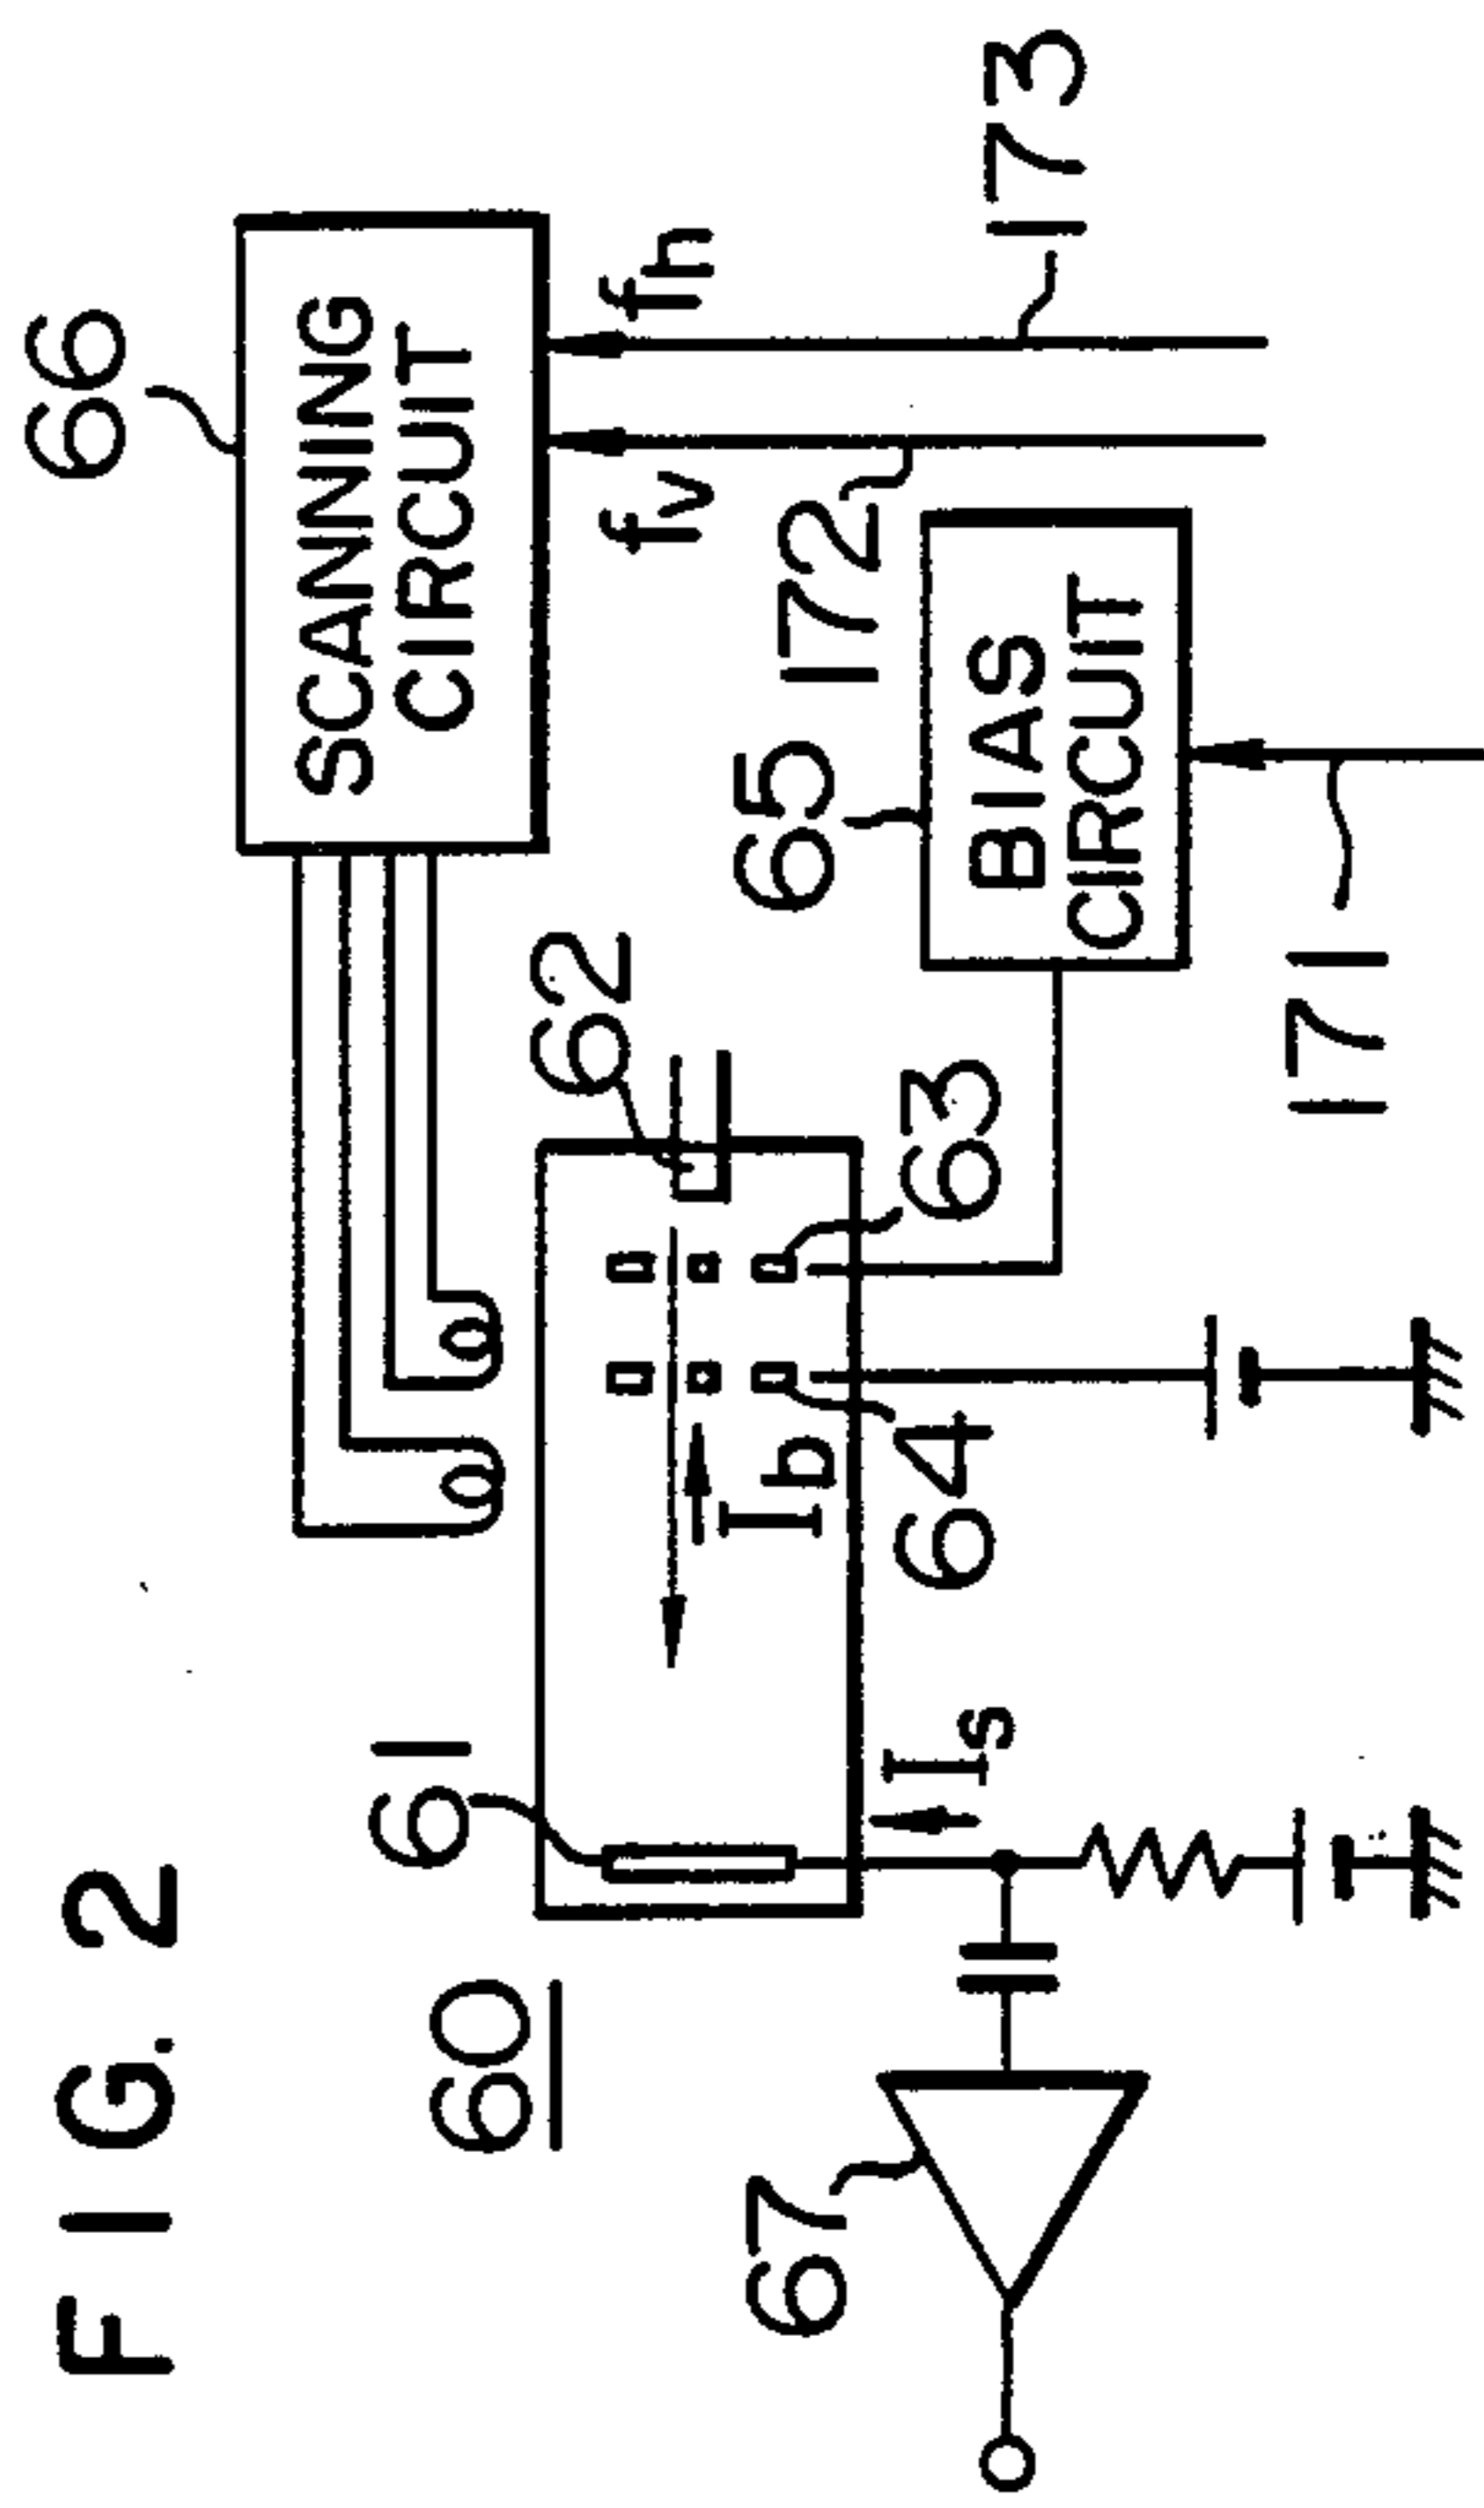 FIG. 2
66
SCANNING
CIRCUIT
61
60
62
fv
fh
Ib
67
65
172
Is
64
63
BIAS
CIRCUIT
173
171